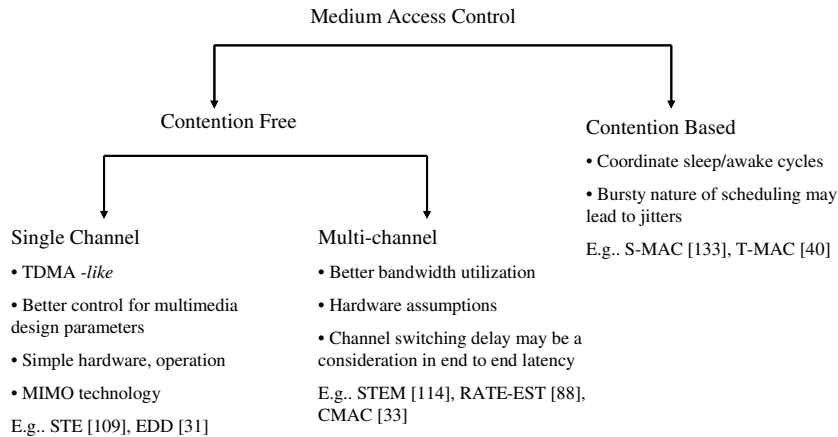 Medium Access Control
Contention Free
Contention Based
• Coordinate sleep/awake cycles
• Bursty nature of scheduling may
lead to jitters
E.g.. S-MAC [133], T-MAC [40]
Single Channel
• TDMA -like
• Better control for multimedia
design parameters
• Simple hardware, operation
• MIMO technology
E.g.. STE [109], EDD [31]
Multi-channel
• Better bandwidth utilization
• Hardware assumptions
• Channel switching delay may be a
consideration in end to end latency
E.g.. STEM [114], RATE-EST [88],
CMAC [33]